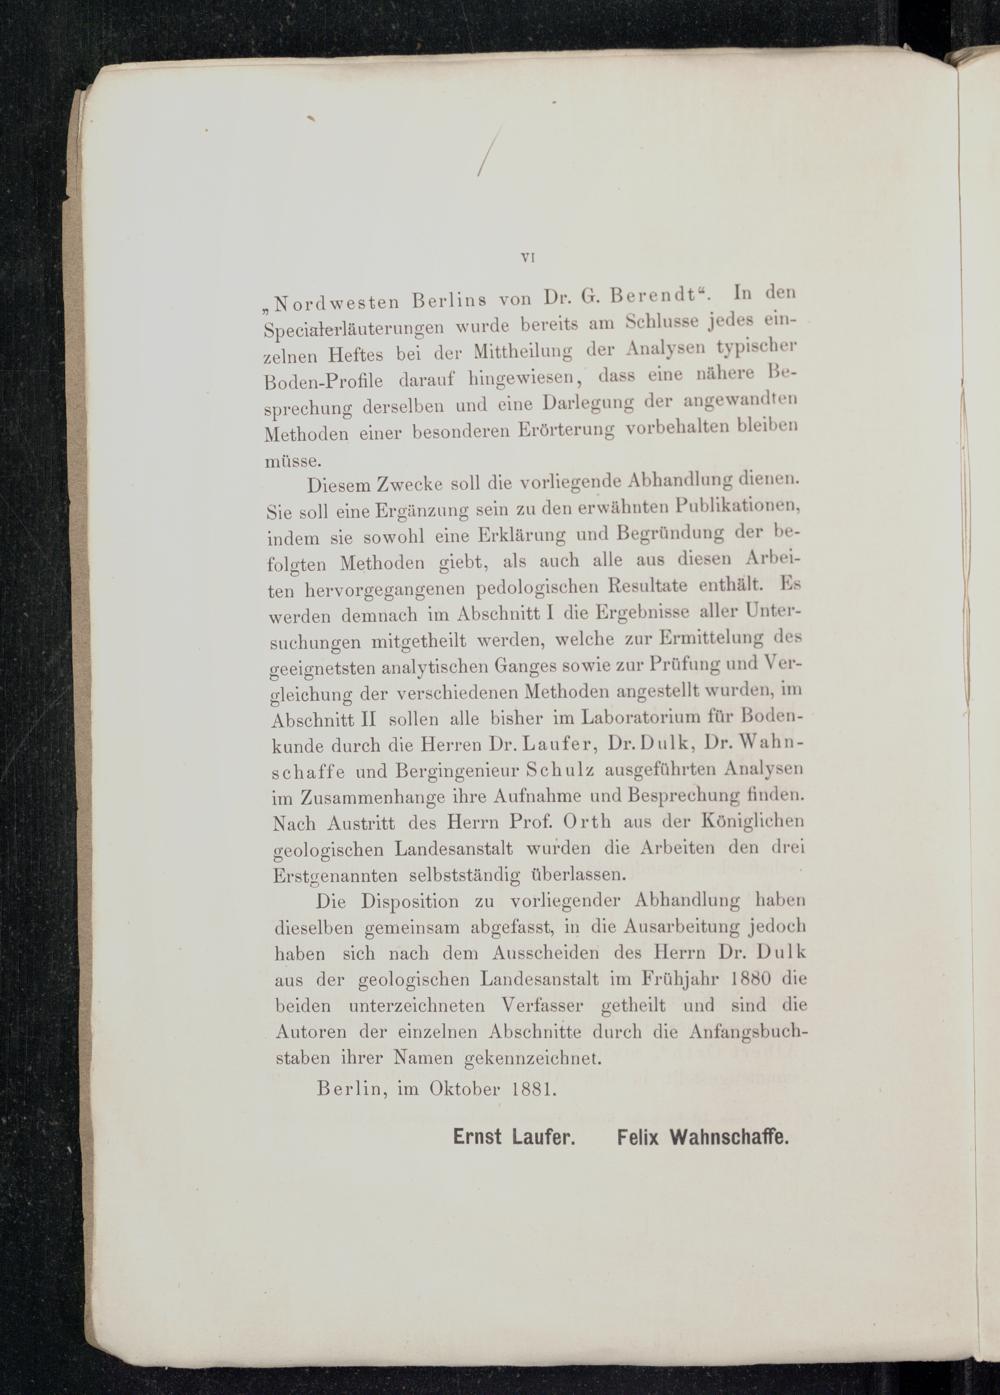 VI
„Nordwesten Berlins von Dr. G. Berendt“. In den
Specialerläuterungen wurde bereits am Schlusse jedes ein-
zelnen Heftes bei der Mittheilung der Analysen typischer
Boden-Profile darauf hingewiesen, dass eine nähere Be-
sprechung derselben und eine Darlegung der angewandten
Methoden einer besonderen Erörterung vorbehalten bleiben
müsse.
Diesem Zwecke soll die vorliegende Abhandlung dienen.
Sie soll eine Ergänzung sein zu den erwähnten Publikationen,
indem sie sowohl eine Erklärung und Begründung der be-
folgten Methoden giebt, als auch alle aus diesen Arbei-
ten hervorgegangenen pedologischen Resultate enthält. Es
werden demnach im Abschnitt I die Ergebnisse aller Unter-
suchungen mitgetheilt werden, welche zur Ermittelung des
geeignetsten analytischen Ganges sowie zur Prüfung und Ver-
gleichung der verschiedenen Methoden angestellt wurden, im
Abschnitt II sollen alle bisher im Laboratorium für Boden-
kunde durch die Herren Dr. Laufer, Dr. Dulk, Dr. Wahn-
schaffe und Bergingenieur Schulz ausgeführten Analysen
im Zusammenhange ihre Aufnahme und Besprechung finden.
Nach Austritt des Herrn Prof. Orth aus der Königlichen
geologischen Landesanstalt wurden die Arbeiten den drei
Erstgenannten selbstständig überlassen.
Die Disposition zu vorliegender Abhandlung haben
dieselben gemeinsam abgefasst, in die Ausarbeitung jedoch
haben sich nach dem Ausscheiden des Herrn Dr. Dulk
aus der geologischen Landesanstalt im Frühjahr 1880 die
beiden unterzeichneten Verfasser getheilt und sind die
Autoren der einzelnen Abschnitte durch die Anfangsbuch-
staben ihrer Namen gekennzeichnet.
Berlin, im Oktober 1881.
Ernst Laufer. Felix Wahnschaffe.